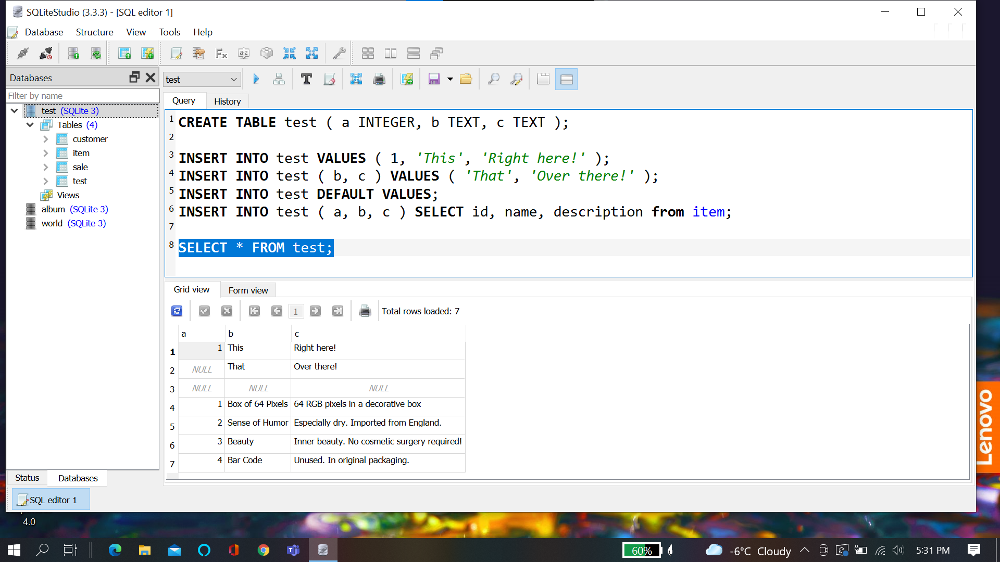 SQLiteStudio (3.3.3) - [SQL editor 1]
Database Structure View Tools Help
Databases
test
Filter by name
Query History
test (SQLite 3)
Tables (4)
customer
item
sale
test
Views
album (SQLite 3)
world (SQLite 3)
1 CREATE TABLE test ( a INTEGER, b TEXT, c TEXT );
2
3 INSERT INTO test VALUES ( 1, 'This', 'Right here!' );
4 INSERT INTO test ( b, c ) VALUES ( 'That', 'Over there!' );
5 INSERT INTO test DEFAULT VALUES;
6 INSERT INTO test ( a, b, c ) SELECT id, name, description from item;
7
8 SELECT * FROM test;
Grid view Form view
1 Total rows loaded: 7
a b c
1 1 This Right here!
2 NULL That Over there!
3 NULL NULL NULL
4 1 Box of 64 Pixels 64 RGB pixels in a decorative box
5 2 Sense of Humor Especially dry. Imported from England.
6 3 Beauty Inner beauty. No cosmetic surgery required!
7 4 Bar Code Unused. In original packaging.
Status Databases
SQL editor 1
4.0
Lenovo
60% -6°C Cloudy 5:31 PM